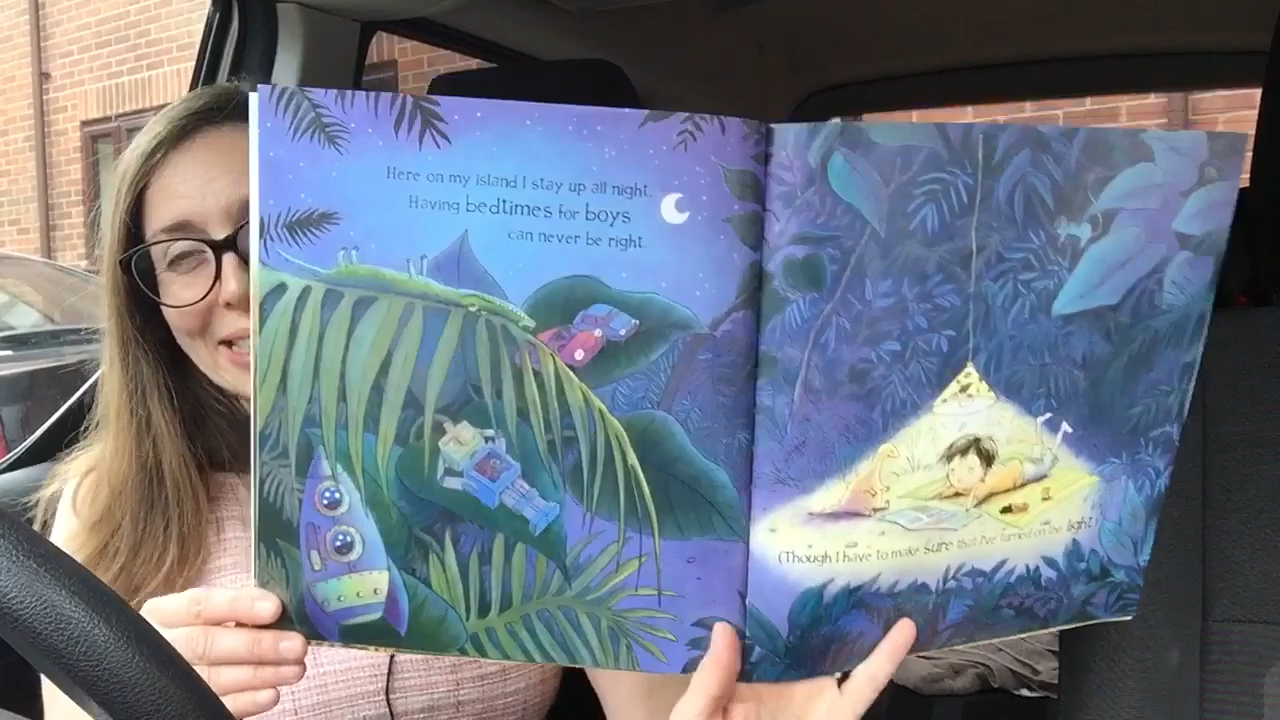 Here on my island I stay up all night.
Having bedtimes for boys
can never be right.
(Though I have to make sure that I've turned on the light.)